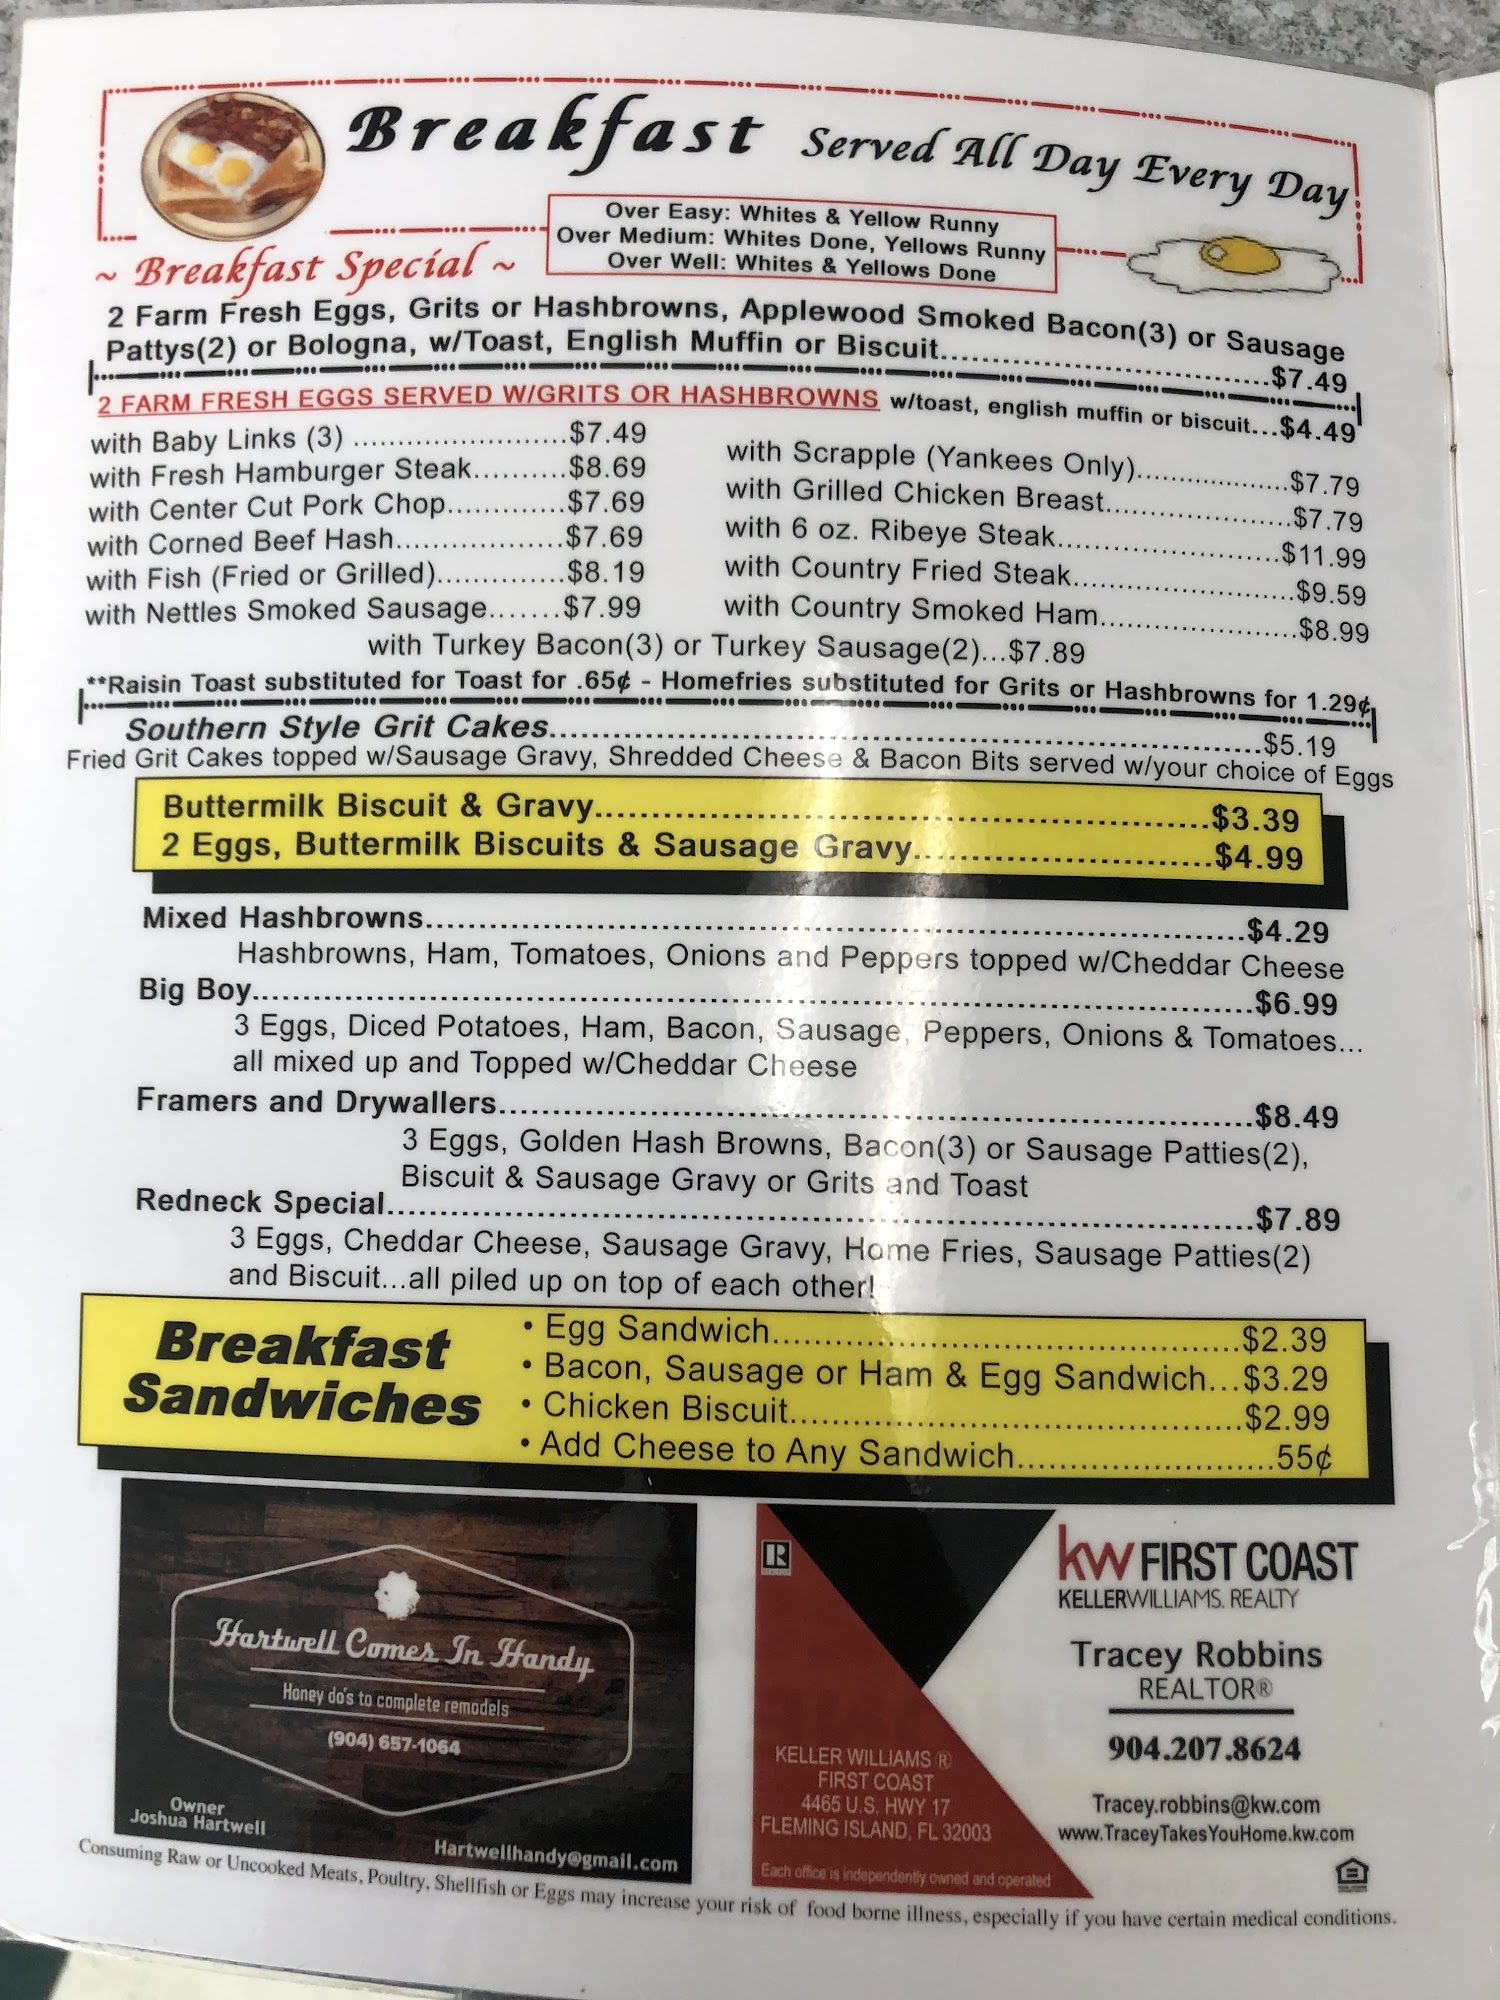 Breakfast Served All Day Every Day
Over Easy: Whites & Yellow Runny
Over Medium: Whites Done, Yellows Runny
Over Well: Whites & Yellows Done
~ Breakfast Special ~
2 Farm Fresh Eggs, Grits or Hashbrowns, Applewood Smoked Bacon(3) or Sausage
Pattys(2) or Bologna, w/Toast, English Muffin or Biscuit...$7.49
2 FARM FRESH EGGS SERVED W/GRITS OR HASHBROWNS w/toast, english muffin or biscuit...$4.49
with Baby Links (3) ...$7.49
with Fresh Hamburger Steak...$8.69
with Center Cut Pork Chop...$7.69
with Corned Beef Hash...$7.69
with Fish (Fried or Grilled)...$8.19
with Nettles Smoked Sausage...$7.99
with Scrapple (Yankees Only)...$7.79
with Grilled Chicken Breast...$7.79
with 6 oz. Ribeye Steak...$11.99
with Country Fried Steak...$9.59
with Country Smoked Ham...$8.99
with Turkey Bacon(3) or Turkey Sausage(2)...$7.89
**Raisin Toast substituted for Toast for .65¢ - Homefries substituted for Grits or Hashbrowns for 1.29¢
Southern Style Grit Cakes...$5.19
Fried Grit Cakes topped w/Sausage Gravy, Shredded Cheese & Bacon Bits served w/your choice of Eggs
Buttermilk Biscuit & Gravy...$3.39
2 Eggs, Buttermilk Biscuits & Sausage Gravy...$4.99
Mixed Hashbrowns...$4.29
Hashbrowns, Ham, Tomatoes, Onions and Peppers topped w/Cheddar Cheese
Big Boy...$6.99
3 Eggs, Diced Potatoes, Ham, Bacon, Sausage, Peppers, Onions & Tomatoes...
all mixed up and Topped w/Cheddar Cheese
Framers and Drywallers...$8.49
3 Eggs, Golden Hash Browns, Bacon(3) or Sausage Patties(2),
Biscuit & Sausage Gravy or Grits and Toast
Redneck Special...$7.89
3 Eggs, Cheddar Cheese, Sausage Gravy, Home Fries, Sausage Patties(2)
and Biscuit...all piled up on top of each other!
Breakfast
Sandwiches
• Egg Sandwich...$2.39
• Bacon, Sausage or Ham & Egg Sandwich...$3.29
• Chicken Biscuit...$2.99
• Add Cheese to Any Sandwich...55¢
Hartwell Comes In Handy
Honey do's to complete remodels
(904) 657-1064
Owner
Joshua Hartwell
Hartwellhandy@gmail.com
R
kw FIRST COAST
KELLERWILLIAMS. REALTY
Tracey Robbins
REALTOR®
904.207.8624
Tracey.robbins@kw.com
www.TraceyTakesYouHome.kw.com
KELLER WILLIAMS ®
FIRST COAST
4465 U.S. HWY 17
FLEMING ISLAND, FL 32003
Each office is independently owned and operated
Consuming Raw or Uncooked Meats, Poultry, Shellfish or Eggs may increase your risk of food borne illness, especially if you have certain medical conditions.